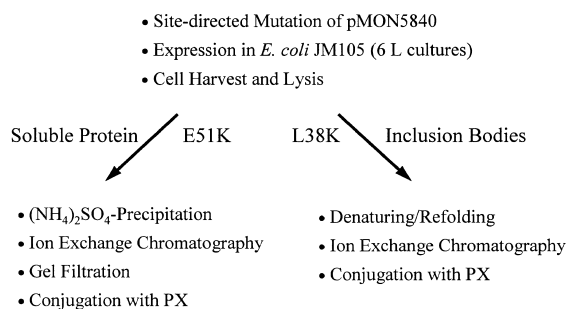 • Site-directed Mutation of pMON5840
• Expression in E. coli JM105 (6 L cultures)
• Cell Harvest and Lysis
Soluble Protein E51K L38K Inclusion Bodies
• (NH4)2SO4-Precipitation
• Ion Exchange Chromatography
• Gel Filtration
• Conjugation with PX
• Denaturing/Refolding
• Ion Exchange Chromatography
• Conjugation with PX